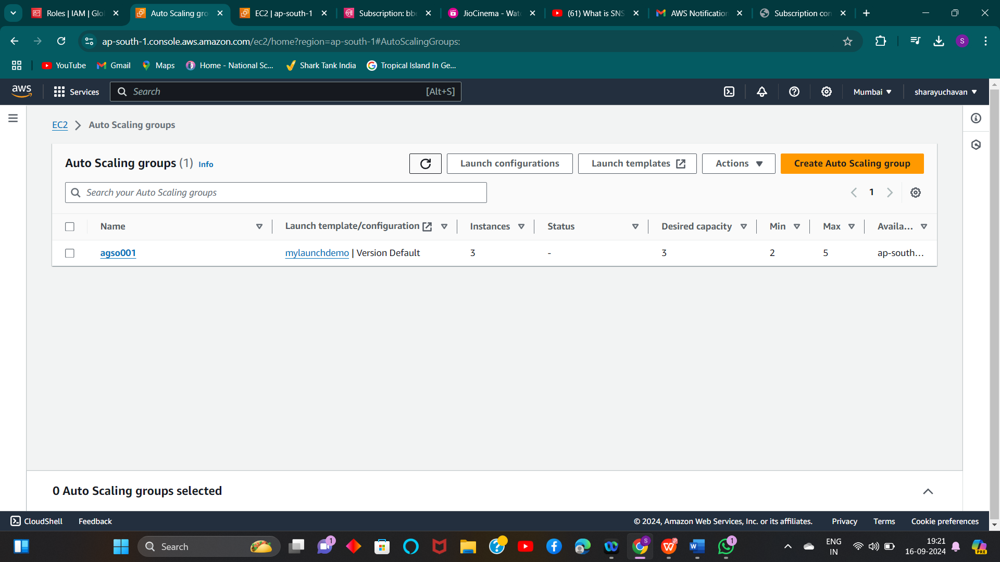 Roles | IAM | Glo
Auto Scaling gro
EC2 | ap-south-1
Subscription: bb
JioCinema - Wat
(61) What is SNS
AWS Notification
Subscription con
ap-south-1.console.aws.amazon.com/ec2/home?region=ap-south-1#AutoScalingGroups:
S
YouTube
Gmail
Maps
Home - National Sc...
Shark Tank India
Tropical Island In Ge...
aws
Services
Search
[Alt+S]
Mumbai
sharayuchavan
EC2
Auto Scaling groups
Auto Scaling groups (1) Info
Launch configurations
Launch templates
Actions
Create Auto Scaling group
Search your Auto Scaling groups
1
Name
Launch template/configuration
Instances
Status
Desired capacity
Min
Max
Availa...
agso001
mylaunchdemo | Version Default
3
-
3
2
5
ap-south...
0 Auto Scaling groups selected
CloudShell
Feedback
© 2024, Amazon Web Services, Inc. or its affiliates.
Privacy
Terms
Cookie preferences
Search
1
S
1
ENG
IN
19:21
16-09-2024
PRE